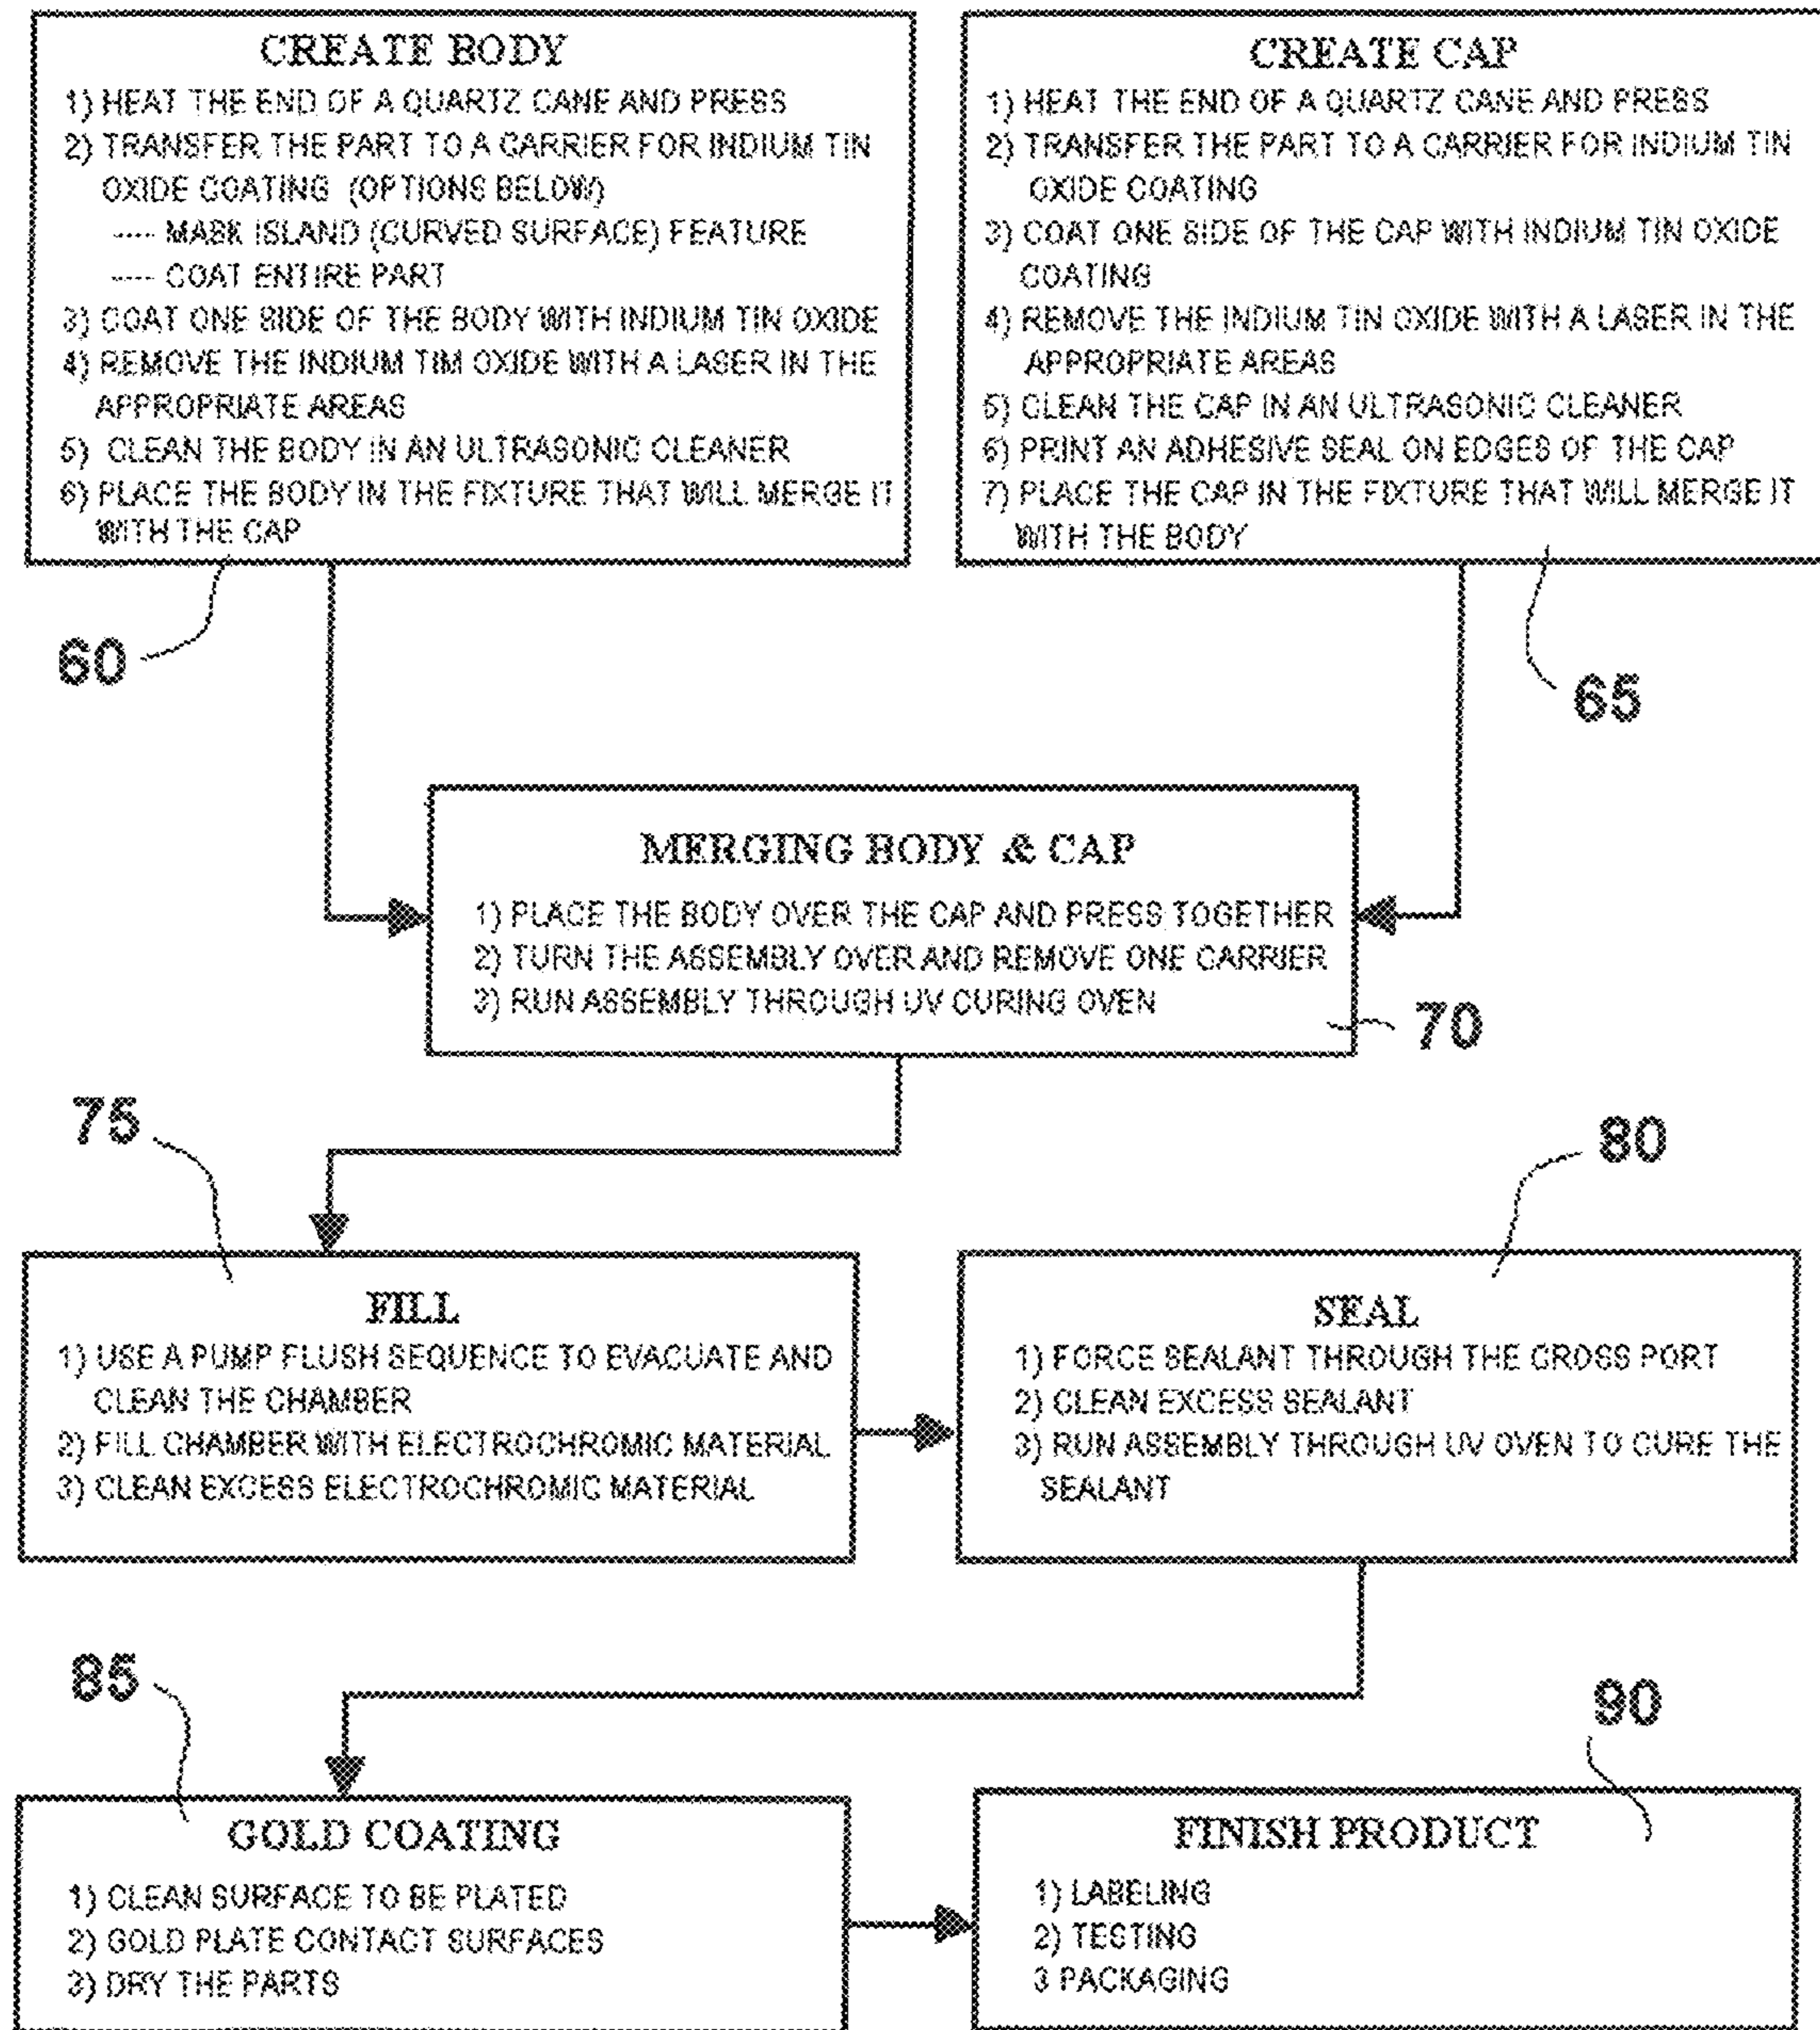 CREATE BODY
1) HEAT THE END OF A QUARTZ CANE AND PRESS
2) TRANSFER THE PART TO A CARRIER FOR INDIUM TIN
OXIDE COATING (OPTIONS BELOW)
---- MASK ISLAND (CURVED SURFACE) FEATURE
---- COAT ENTIRE PART
3) COAT ONE SIDE OF THE BODY WITH INDIUM TIN OXIDE
4) REMOVE THE INDIUM TIM OXIDE WITH A LASER IN THE
APPROPRIATE AREAS
5) CLEAN THE BODY IN AN ULTRASONIC CLEANER
6) PLACE THE BODY IN THE FIXTURE THAT WILL MERGE IT
WITH THE CAP
60
CREATE CAP
1) HEAT THE END OF A QUARTZ CANE AND PRESS
2) TRANSFER THE PART TO A CARRIER FOR INDIUM TIN
OXIDE COATING
3) COAT ONE SIDE OF THE CAP WITH INDIUM TIN OXIDE
COATING
4) REMOVE THE INDIUM TIN OXIDE WITH A LASER IN THE
APPROPRIATE AREAS
5) CLEAN THE CAP IN AN ULTRASONIC CLEANER
6) PRINT AN ADHESIVE SEAL ON EDGES OF THE CAP
7) PLACE THE CAP IN THE FIXTURE THAT WILL MERGE IT
WITH THE BODY
65
MERGING BODY & CAP
1) PLACE THE BODY OVER THE CAP AND PRESS TOGETHER
2) TURN THE ASSEMBLY OVER AND REMOVE ONE CARRIER
3) RUN ASSEMBLY THROUGH UV CURING OVEN
70
75
FILL
1) USE A PUMP FLUSH SEQUENCE TO EVACUATE AND
CLEAN THE CHAMBER
2) FILL CHAMBER WITH ELECTROCHROMIC MATERIAL
3) CLEAN EXCESS ELECTROCHROMIC MATERIAL
80
SEAL
1) FORCE SEALANT THROUGH THE GROSS PORT
2) CLEAN EXCESS SEALANT
3) RUN ASSEMBLY THROUGH UV OVEN TO CURE THE
SEALANT
85
GOLD COATING
1) CLEAN SURFACE TO BE PLATED
2) GOLD PLATE CONTACT SURFACES
3) DRY THE PARTS
90
FINISH PRODUCT
1) LABELING
2) TESTING
3 PACKAGING